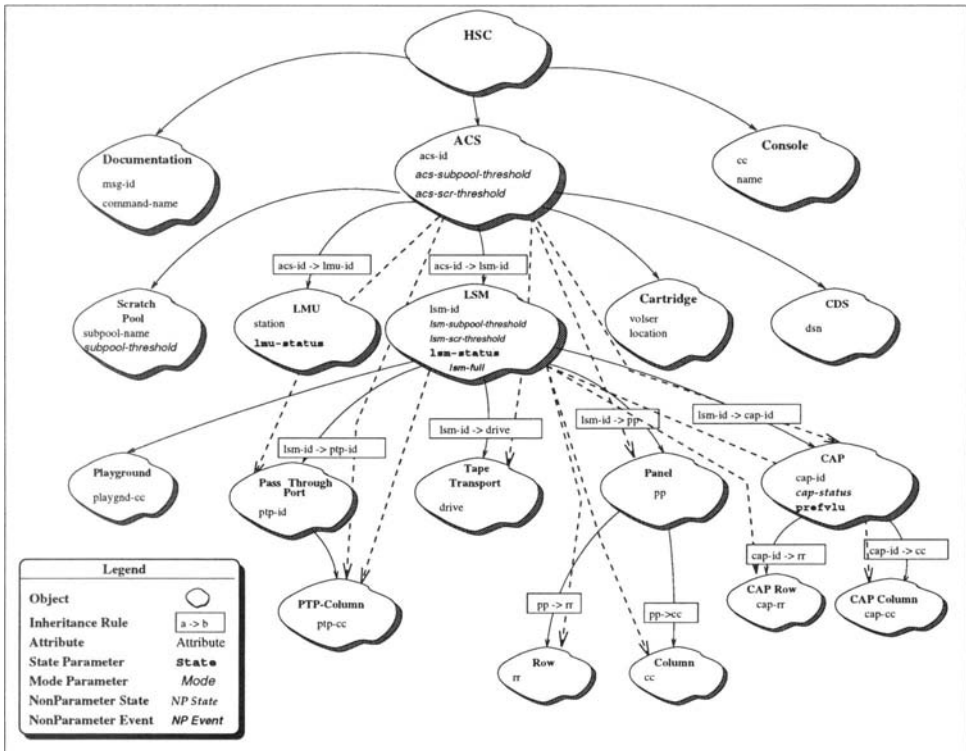 HSC
Documentation
msg-id
command-name
ACS
acs-id
acs-subpool-threshold
acs-scr-threshold
Console
cc
name
acs-id -> lmu-id
acs-id -> lsm-id
Scratch
Pool
subpool-name
subpool-threshold
LMU
station
lmu-status
LSM
lsm-id
lsm-subpool-threshold
lsm-scr-threshold
lsm-status
lsm-full
Cartridge
volser
location
CDS
dsn
lsm-id -> ptp-id
lsm-id -> drive
lsm-id -> pp
lsm-id -> cap-id
Playground
playgnd-cc
Pass Through
Port
ptp-id
Tape
Transport
drive
Panel
pp
CAP
cap-id
cap-status
prefvlu
cap-id -> rr
cap-id -> cc
PTP-Column
ptp-cc
pp -> rr
pp->cc
CAP Row
cap-rr
CAP Column
cap-cc
Row
rr
Column
cc
Legend
Object
Inheritance Rule a -> b
Attribute Attribute
State Parameter State
Mode Parameter Mode
NonParameter State NP State
NonParameter Event NP Event